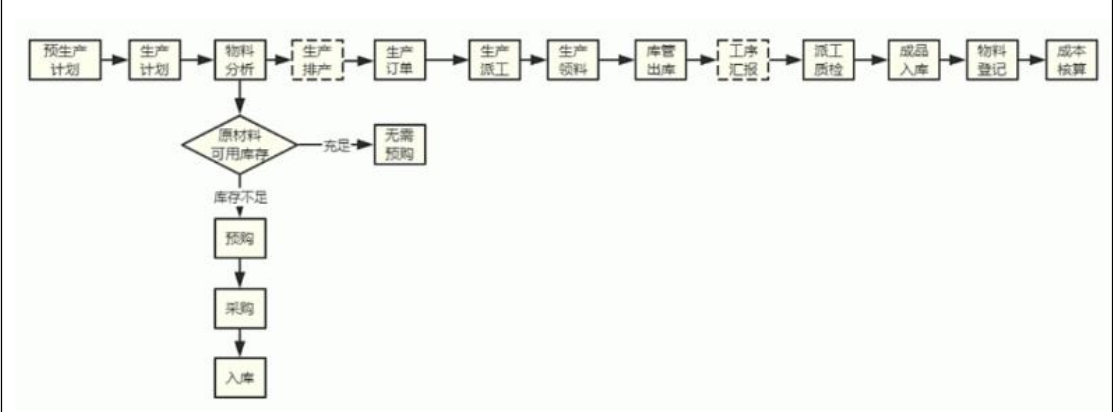 预生产
计划
生产
计划
物料
分析
生产
排产
生产
订单
生产
派工
生产
领料
库管
出库
工序
汇报
派工
质检
成品
入库
物料
登记
成本
核算
原材料
可用库存
充足
无需
预购
库存不足
预购
采购
入库